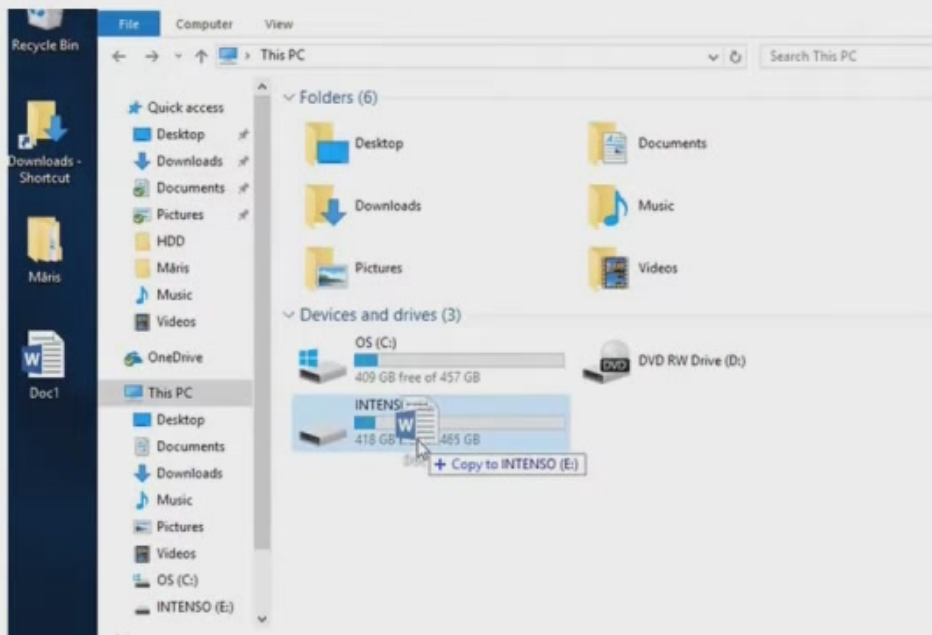 File Computer View
This PC
Search This PC
Recycle Bin
Downloads -
Shortcut
Māris
Doc1
Quick access
Desktop
Downloads
Documents
Pictures
HDD
Māris
Music
Videos
OneDrive
This PC
Desktop
Documents
Downloads
Music
Pictures
Videos
OS (C:)
INTENSO (E:)
Folders (6)
Desktop
Documents
Downloads
Music
Pictures
Videos
Devices and drives (3)
OS (C:)
409 GB free of 457 GB
DVD RW Drive (D:)
DVD
INTENS
W
418 GB 465 GB
+ Copy to INTENSO (E:)
W